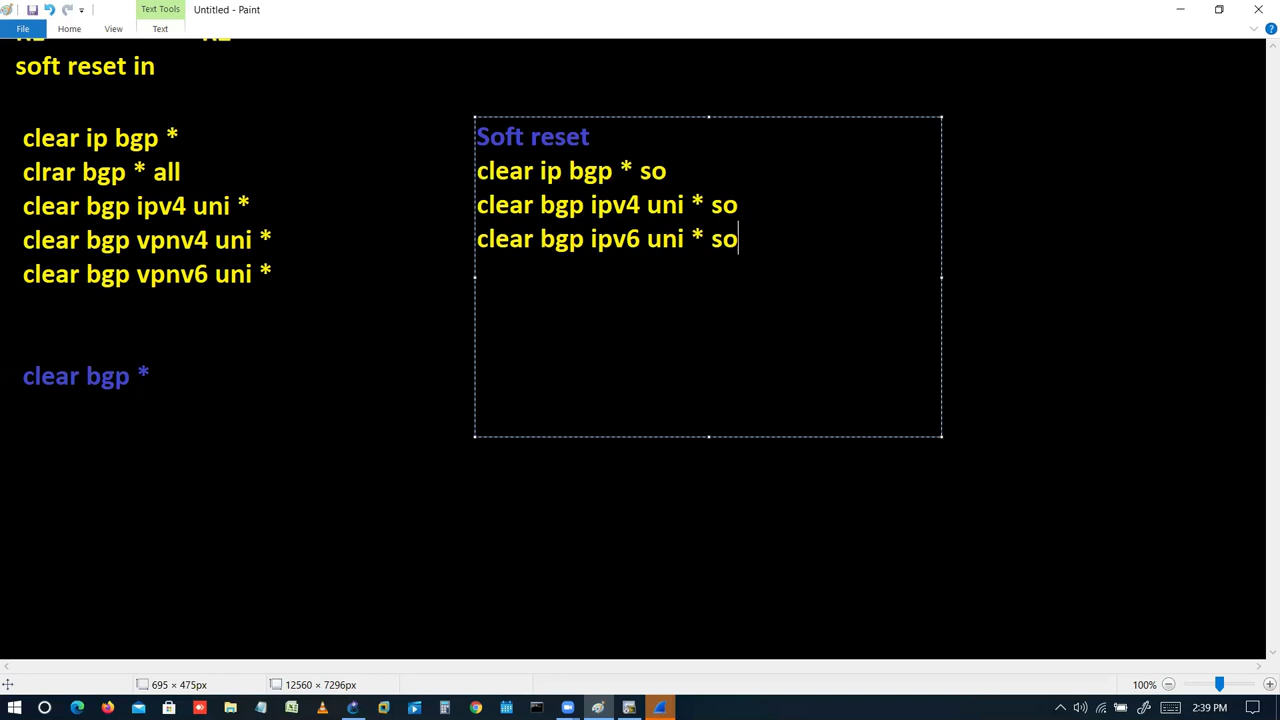 Text Tools
Untitled - Paint
File
Home
View
Text
soft reset in
clear ip bgp *
clrar bgp * all
clear bgp ipv4 uni *
clear bgp vpnv4 uni *
clear bgp vpnv6 uni *
clear bgp *
Soft reset
clear ip bgp * so
clear bgp ipv4 uni * so
clear bgp ipv6 uni * so
695 × 475px
12560 × 7296px
100%
2:39 PM